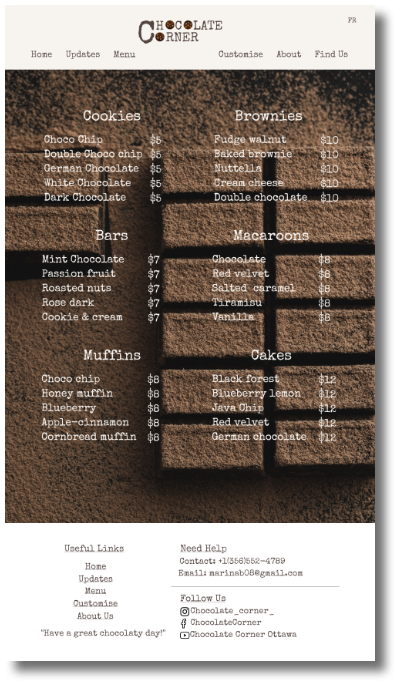 CHOCOLATE
CORNER
FR
Home Updates Menu Customise About Find Us
Cookies
Choco Chip $5
Double Choco chip $5
German Chocolate $5
White Chocolate $5
Dark Chocolate $5
Brownies
Fudge walnut $10
Baked brownie $10
Nuttella $10
Cream cheese $10
Double chocolate $10
Bars
Mint Chocolate $7
Passion fruit $7
Roasted nuts $7
Rose dark $7
Cookie & cream $7
Macaroons
Chocolate $8
Red velvet $8
Salted caramel $8
Tiramisu $8
Vanilla $8
Muffins
Choco chip $8
Honey muffin $8
Blueberry $8
Apple-cinnamon $8
Cornbread muffin $8
Cakes
Black forest $12
Blueberry lemon $12
Java Chip $12
Red velvet $12
German chocolate $12
Useful Links
Home
Updates
Menu
Customise
About Us
"Have a great chocolaty day!"
Need Help
Contact: +1(356)552-4789
Email: marinab08@gmail.com
Follow Us
Chocolate_corner_
ChocolateCorner
Chocolate Corner Ottawa